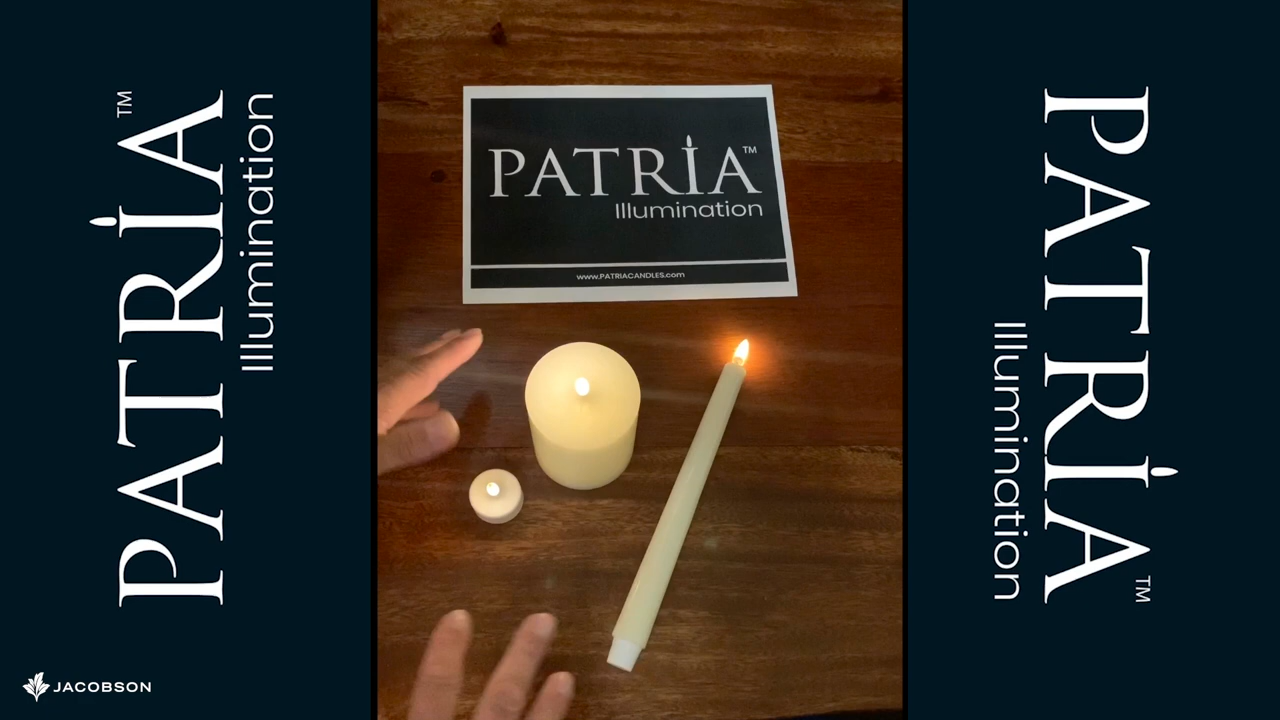 PATRIA™
Illumination
PATRIA™
Illumination
www.PATRIACANDLES.com
PATRIA™
Illumination
JACOBSON